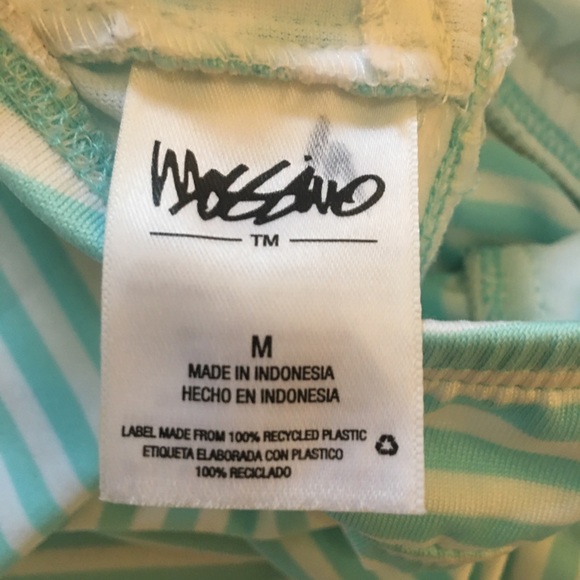 Mossimo
TM
M
MADE IN INDONESIA
HECHO EN INDONESIA
LABEL MADE FROM 100% RECYCLED PLASTIC
ETIQUETA ELABORADA CON PLASTICO
100% RECICLADO